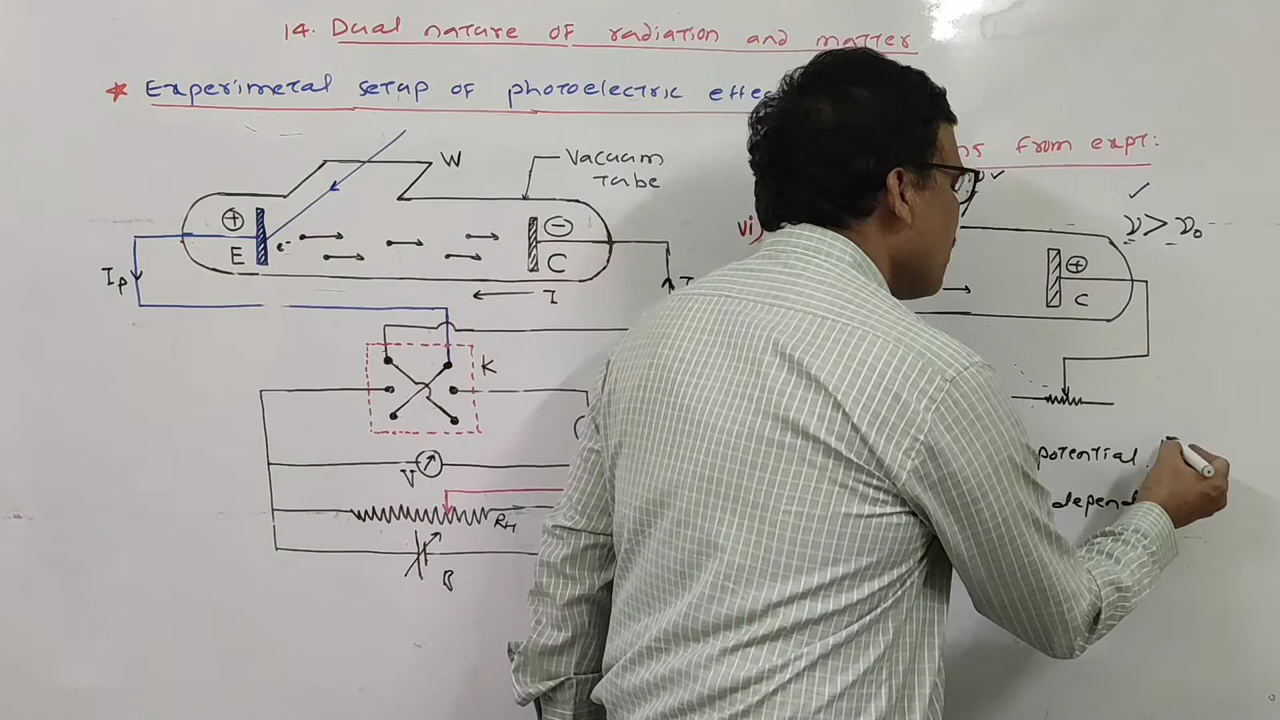 14. Dual nature of radiation and matter
* Experimetal setup of photoelectric
from expt:
W
Vacuum
Tube
+
E
e-
−
C
Ip
I
K
V
RH
B
vi)
ν > ν₀
+
C
potential
depend